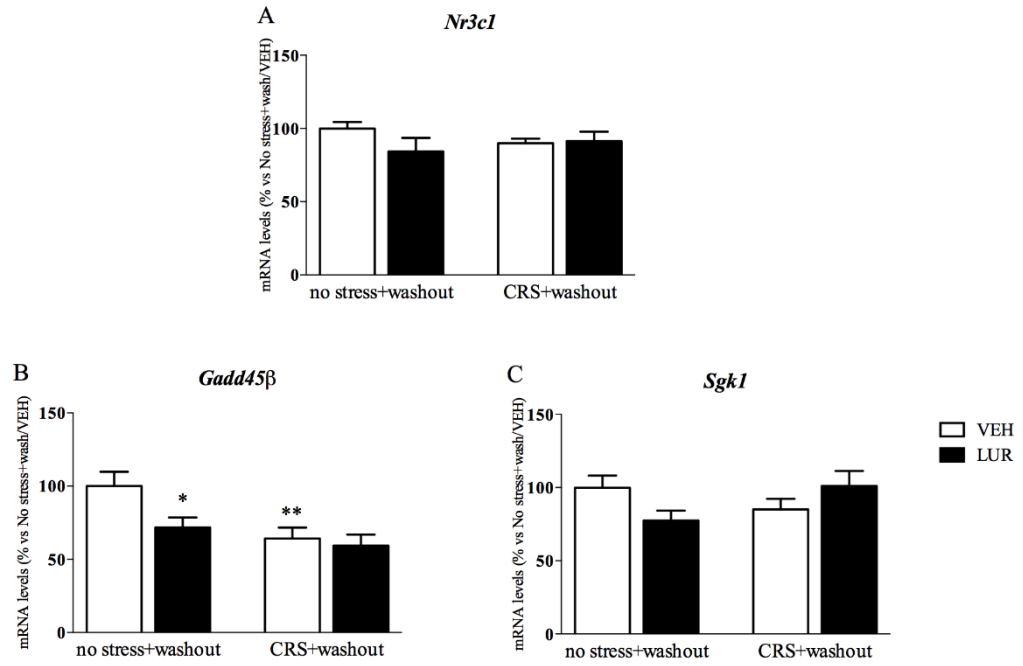 A
Nr3c1
mRNA levels (% vs No stress+wash/VEH)
150
100
50
0
no stress+washout
CRS+washout
B
Gadd45β
mRNA levels (% vs No stress+wash/VEH)
150
100
50
0
*
**
no stress+washout
CRS+washout
C
Sgk1
mRNA levels (% vs No stress+wash/VEH)
150
100
50
0
no stress+washout
CRS+washout
VEH
LUR